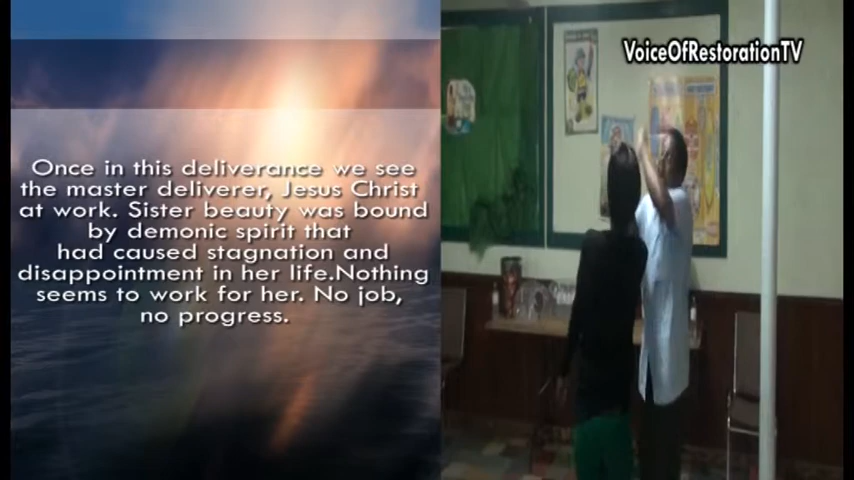 VoiceOfRestorationTV
Once in this deliverance we see
the master deliverer, Jesus Christ
at work. Sister beauty was bound
by demonic spirit that
had caused stagnation and
disappointment in her life.Nothing
seems to work for her. No job,
no progress.